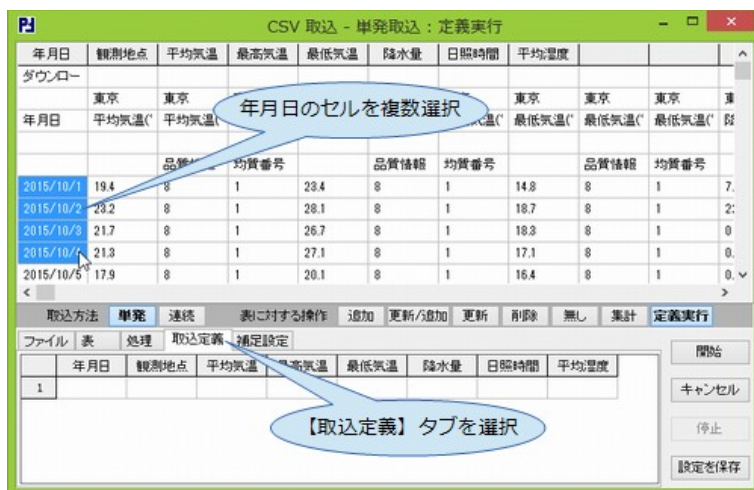 CSV 取込 - 単発取込 : 定義実行
年月日 観測地点 平均気温 最高気温 最低気温 降水量 日照時間 平均湿度
ダウンロー
東京 東京 東京 東京 東京
年月日 平均気温(゚ 平均気温(゚ 最低気温(゚ 最低気温(゚ 最低気温(゚
年月日のセルを複数選択
均質番号 品質情報 均質番号 品質情報 均質番号
2015/10/1 19.4 8 1 23.4 8 1 14.8 8 1 7.
2015/10/2 23.2 8 1 28.1 8 1 18.7 8 1
2015/10/3 21.7 8 1 26.7 8 1 18.3 8 1 0
2015/10/4 21.3 8 1 27.1 8 1 17.1 8 1 0.
2015/10/5 17.9 8 1 20.1 8 1 16.4 8 1 0.
取込方法 単発 連続 表に対する操作 追加 更新/追加 更新 削除 無し 集計 定義実行
ファイル 表 処理 取込定義 補足設定
年月日 観測地点 平均気温 最高気温 最低気温 降水量 日照時間 平均湿度
1
【取込定義】タブを選択
開始
キャンセル
停止
設定を保存